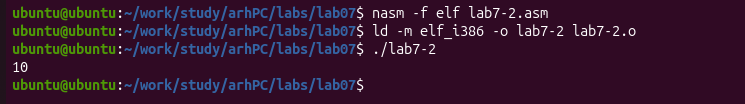 ubuntu@ubuntu:~/work/study/arhPC/labs/lab07$ nasm -f elf lab7-2.asm
ubuntu@ubuntu:~/work/study/arhPC/labs/lab07$ ld -m elf_i386 -o lab7-2 lab7-2.o
ubuntu@ubuntu:~/work/study/arhPC/labs/lab07$ ./lab7-2
10
ubuntu@ubuntu:~/work/study/arhPC/labs/lab07$